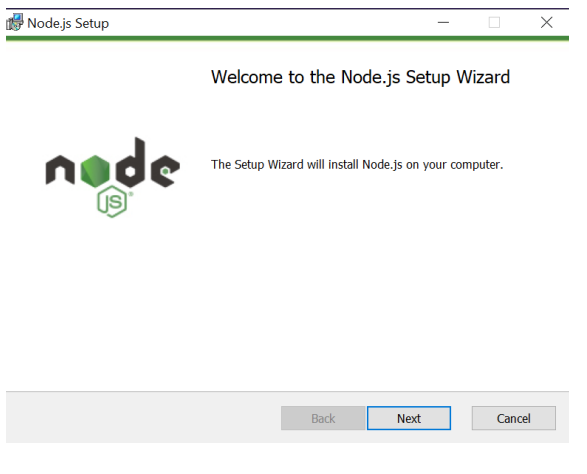 Node.js Setup
Welcome to the Node.js Setup Wizard
node
JS
The Setup Wizard will install Node.js on your computer.
Back Next Cancel